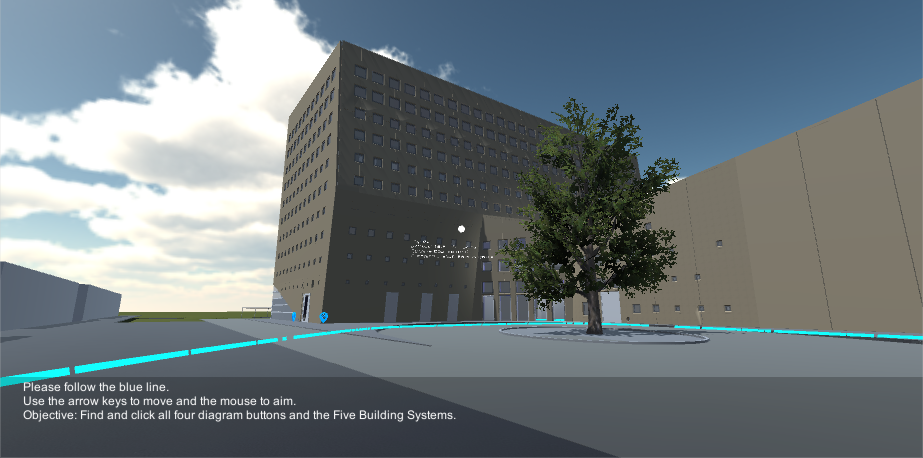 Please follow the blue line.
Use the arrow keys to move and the mouse to aim.
Objective: Find and click all four diagram buttons and the Five Building Systems.